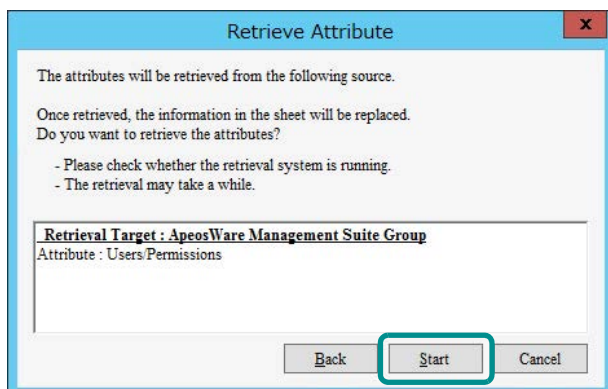 Retrieve Attribute
x
The attributes will be retrieved from the following source.
Once retrieved, the information in the sheet will be replaced.
Do you want to retrieve the attributes?
- Please check whether the retrieval system is running.
- The retrieval may take a while.
Retrieval Target : ApeosWare Management Suite Group
Attribute : Users/Permissions
Back Start Cancel